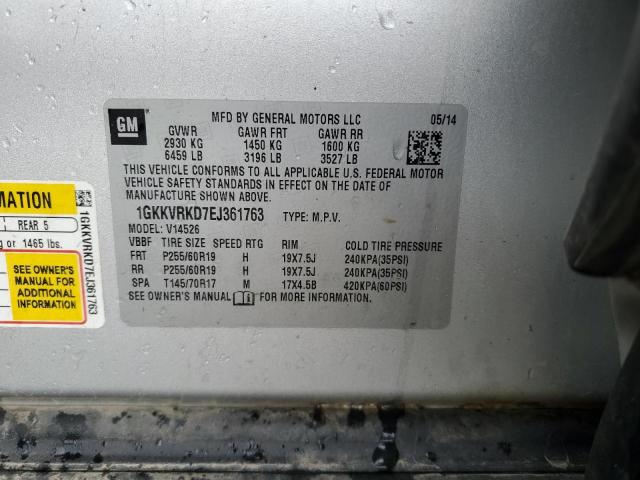 GM
MFD BY GENERAL MOTORS LLC 05/14
GVWR GAWR FRT GAWR RR
2930 KG 1450 KG 1600 KG
6459 LB 3196 LB 3527 LB
THIS VEHICLE CONFORMS TO ALL APPLICABLE U.S. FEDERAL MOTOR
VEHICLE SAFETY STANDARDS IN EFFECT ON THE DATE OF
MANUFACTURE SHOWN ABOVE.
1GKKVRKD7EJ361763 TYPE: M.P.V.
MODEL: V14526
VBBF TIRE SIZE SPEED RTG RIM COLD TIRE PRESSURE
FRT P255/60R19 H 19X7.5J 240KPA(35PSI)
RR P255/60R19 H 19X7.5J 240KPA(35PSI)
SPA T145/70R17 M 17X4.5B 420KPA(60PSI)
SEE OWNER'S MANUAL FOR MORE INFORMATION
REAR 5
or 1465 lbs.
SEE OWNER'S
MANUAL FOR
ADDITIONAL
INFORMATION
1GKKVRKD7EJ361763